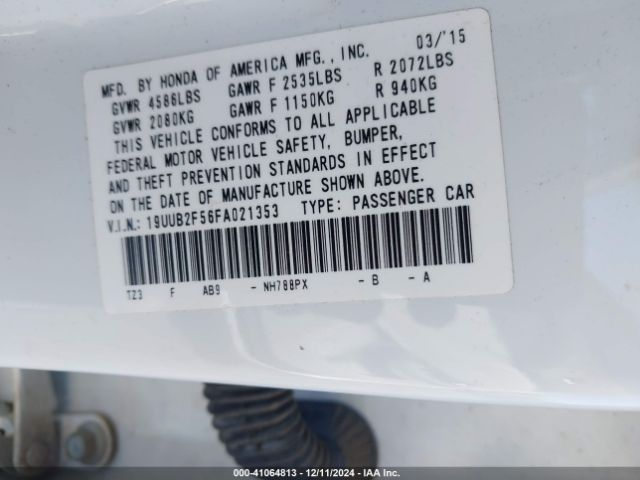 MFD. BY HONDA OF AMERICA MFG., INC. 03/'15
GVWR 4586LBS GAWR F 2535LBS R 2072LBS
GVWR 2080KG GAWR F 1150KG R 940KG
THIS VEHICLE CONFORMS TO ALL APPLICABLE
FEDERAL MOTOR VEHICLE SAFETY, BUMPER,
AND THEFT PREVENTION STANDARDS IN EFFECT
ON THE DATE OF MANUFACTURE SHOWN ABOVE.
V.I.N.: 19UUB2F56FA021353 TYPE: PASSENGER CAR
TZ3 F AB9 - NH788PX - B - A
000-41064813 - 12/11/2024 - IAA Inc.